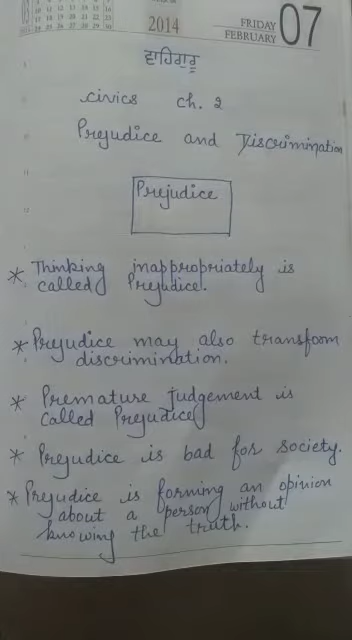 2014
FRIDAY
FEBRUARY 07
ਵਾਹਿਗੁਰੂ
civics ch. 2
Prejudice and Discrimination
Prejudice
* Thinking inappropriately is
called Prejudice.
* Prejudice may also transform
discrimination.
* Premature judgement is
called Prejudice
* Prejudice is bad for society.
* Prejudice is forming an opinion
about a person without
knowing the truth.